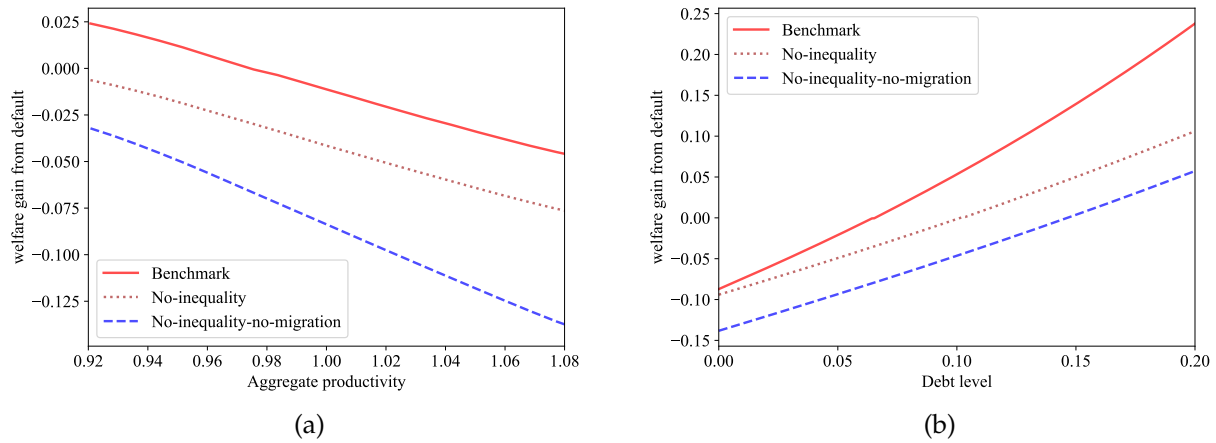 0.025
0.000
−0.025
−0.050
−0.075
−0.100
−0.125
welfare gain from default
Benchmark
No-inequality
No-inequality-no-migration
0.92 0.94 0.96 0.98 1.00 1.02 1.04 1.06 1.08
Aggregate productivity
(a)
0.25
0.20
0.15
0.10
0.05
0.00
−0.05
−0.10
−0.15
welfare gain from default
Benchmark
No-inequality
No-inequality-no-migration
0.00 0.05 0.10 0.15 0.20
Debt level
(b)